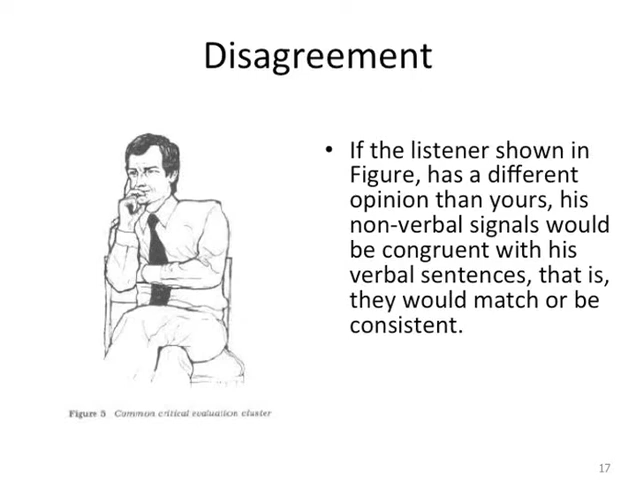 Disagreement
• If the listener shown in
Figure, has a different
opinion than yours, his
non-verbal signals would
be congruent with his
verbal sentences, that is,
they would match or be
consistent.
Figure 5 Common critical evaluation cluster
17